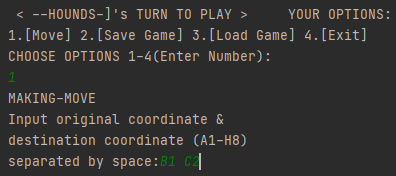 < --HOUNDS-]'s TURN TO PLAY > YOUR OPTIONS:
1.[Move] 2.[Save Game] 3.[Load Game] 4.[Exit]
CHOOSE OPTIONS 1-4(Enter Number):
1
MAKING-MOVE
Input original coordinate &
destination coordinate (A1-H8)
separated by space:B1 C2